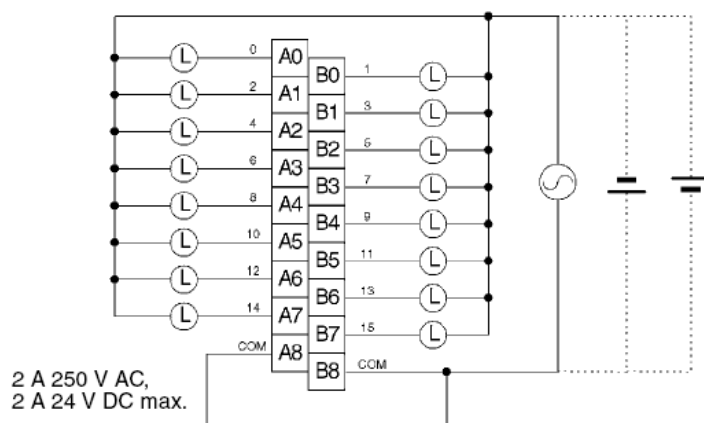 0 A0
L
B0 1 L
2 A1
L
B1 3 L
4 A2
L
B2 5 L
6 A3
L
B3 7 L
8 A4
L
B4 9 L
10 A5
L
B5 11 L
12 A6
L
B6 13 L
14 A7
L
B7 15 L
COM A8
B8 COM
2 A 250 V AC,
2 A 24 V DC max.